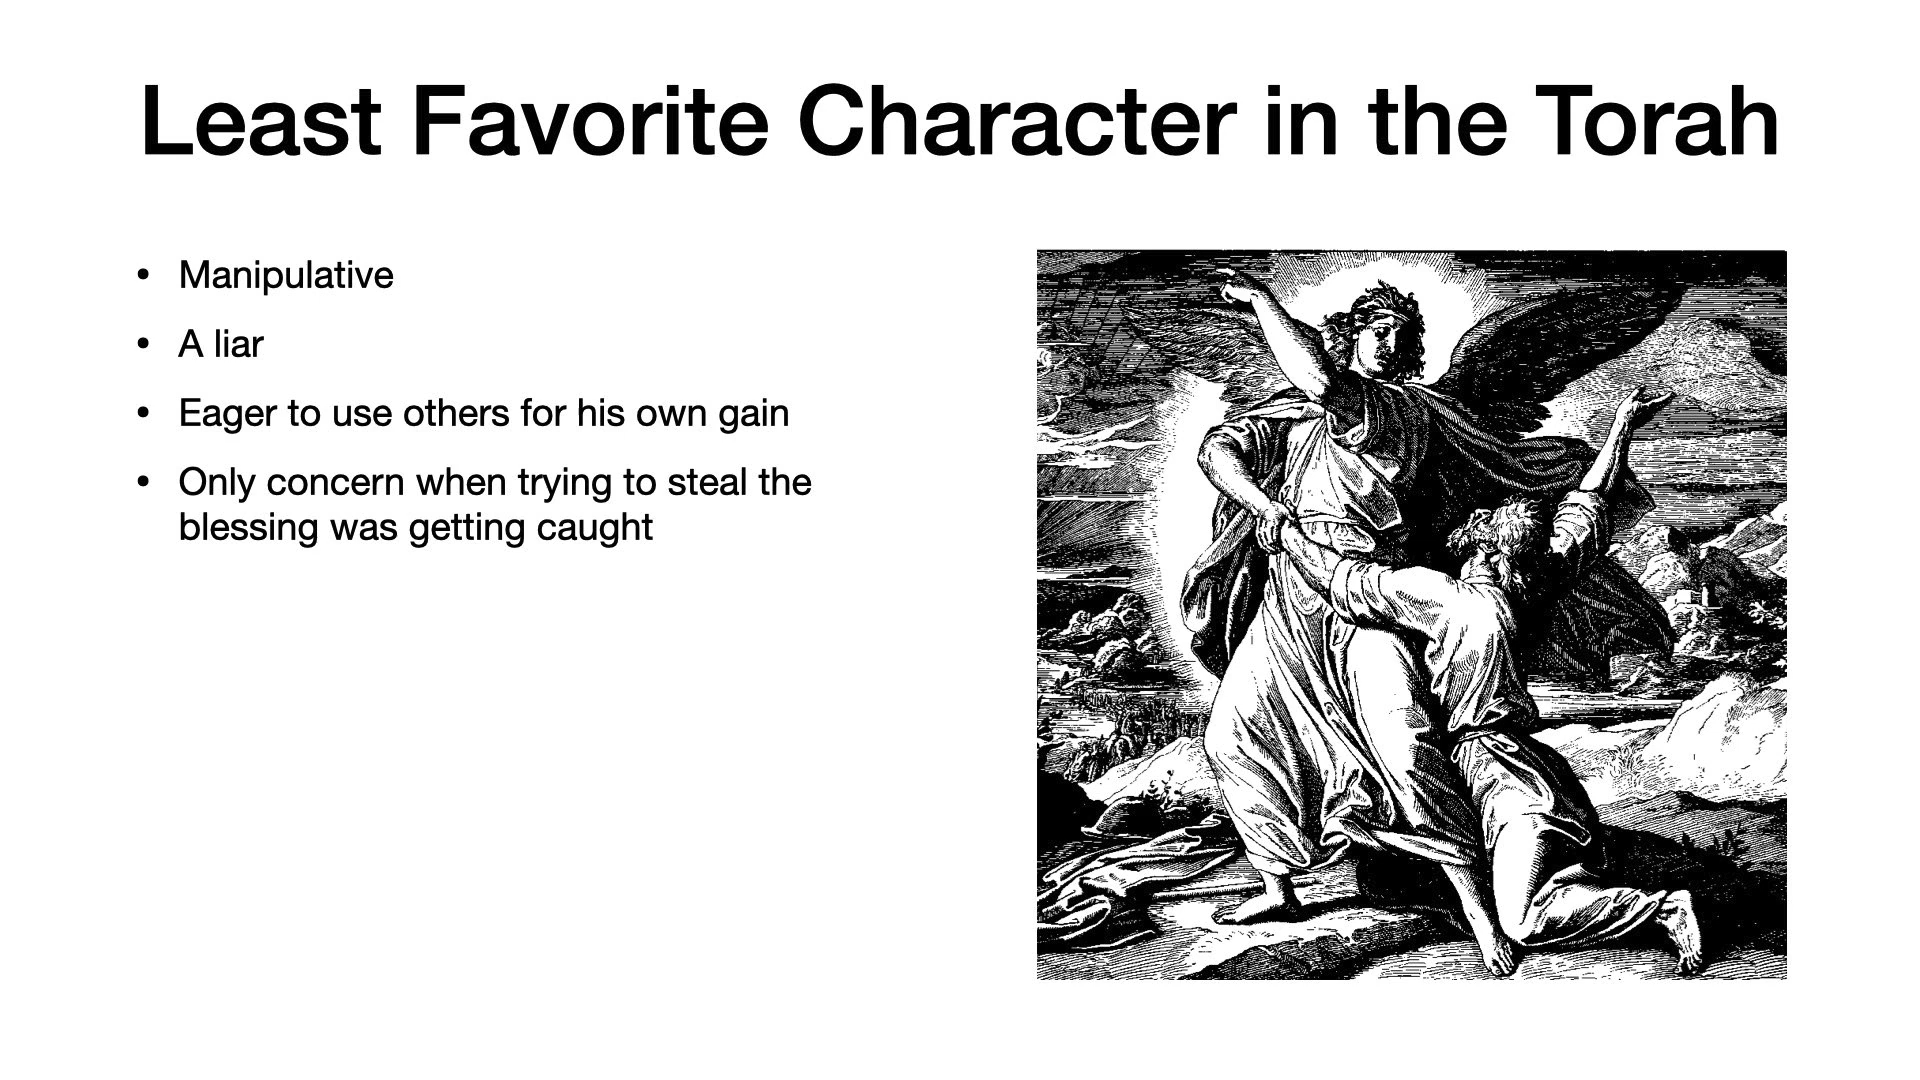 Least Favorite Character in the Torah
• Manipulative
• A liar
• Eager to use others for his own gain
• Only concern when trying to steal the
blessing was getting caught